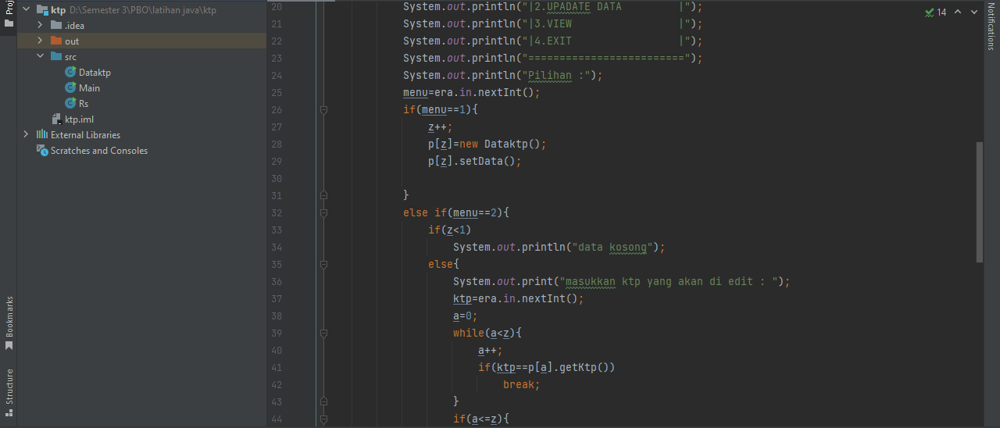 Proj
ktp D:\Semester 3\PBO\latihan java\ktp
.idea
out
src
Dataktp
Main
Rs
ktp.iml
External Libraries
Scratches and Consoles
Bookmarks
Structure
20 System.out.println("|2.UPADATE DATA         |");
21 System.out.println("|3.VIEW                 |");
22 System.out.println("|4.EXIT                 |");
23 System.out.println("=========================");
24 System.out.println("Pilihan :");
25 menu=era.in.nextInt();
26 if(menu==1){
27 z++;
28 p[z]=new Dataktp();
29 p[z].setData();
30
31 }
32 else if(menu==2){
33 if(z<1)
34 System.out.println("data kosong");
35 else{
36 System.out.print("masukkan ktp yang akan di edit : ");
37 ktp=era.in.nextInt();
38 a=0;
39 while(a<z){
40 a++;
41 if(ktp==p[a].getKtp())
42 break;
43 }
44 if(a<=z){
14
Notifications